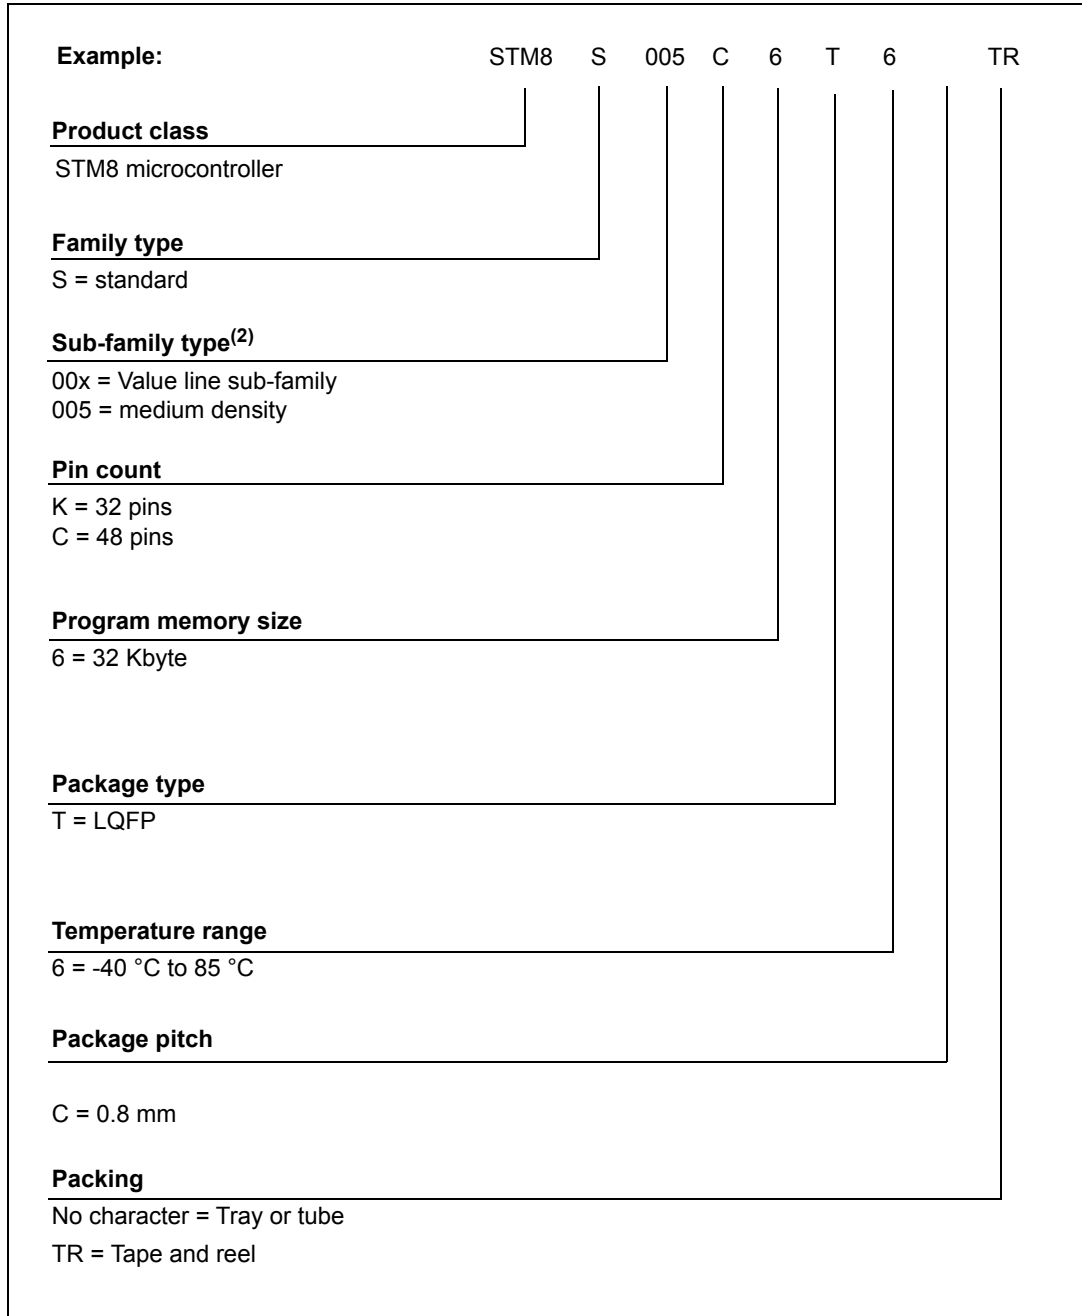 Example: STM8 S 005 C 6 T 6 TR
Product class
STM8 microcontroller
Family type
S = standard
Sub-family type(2)
00x = Value line sub-family
005 = medium density
Pin count
K = 32 pins
C = 48 pins
Program memory size
6 = 32 Kbyte
Package type
T = LQFP
Temperature range
6 = -40 °C to 85 °C
Package pitch
C = 0.8 mm
Packing
No character = Tray or tube
TR = Tape and reel